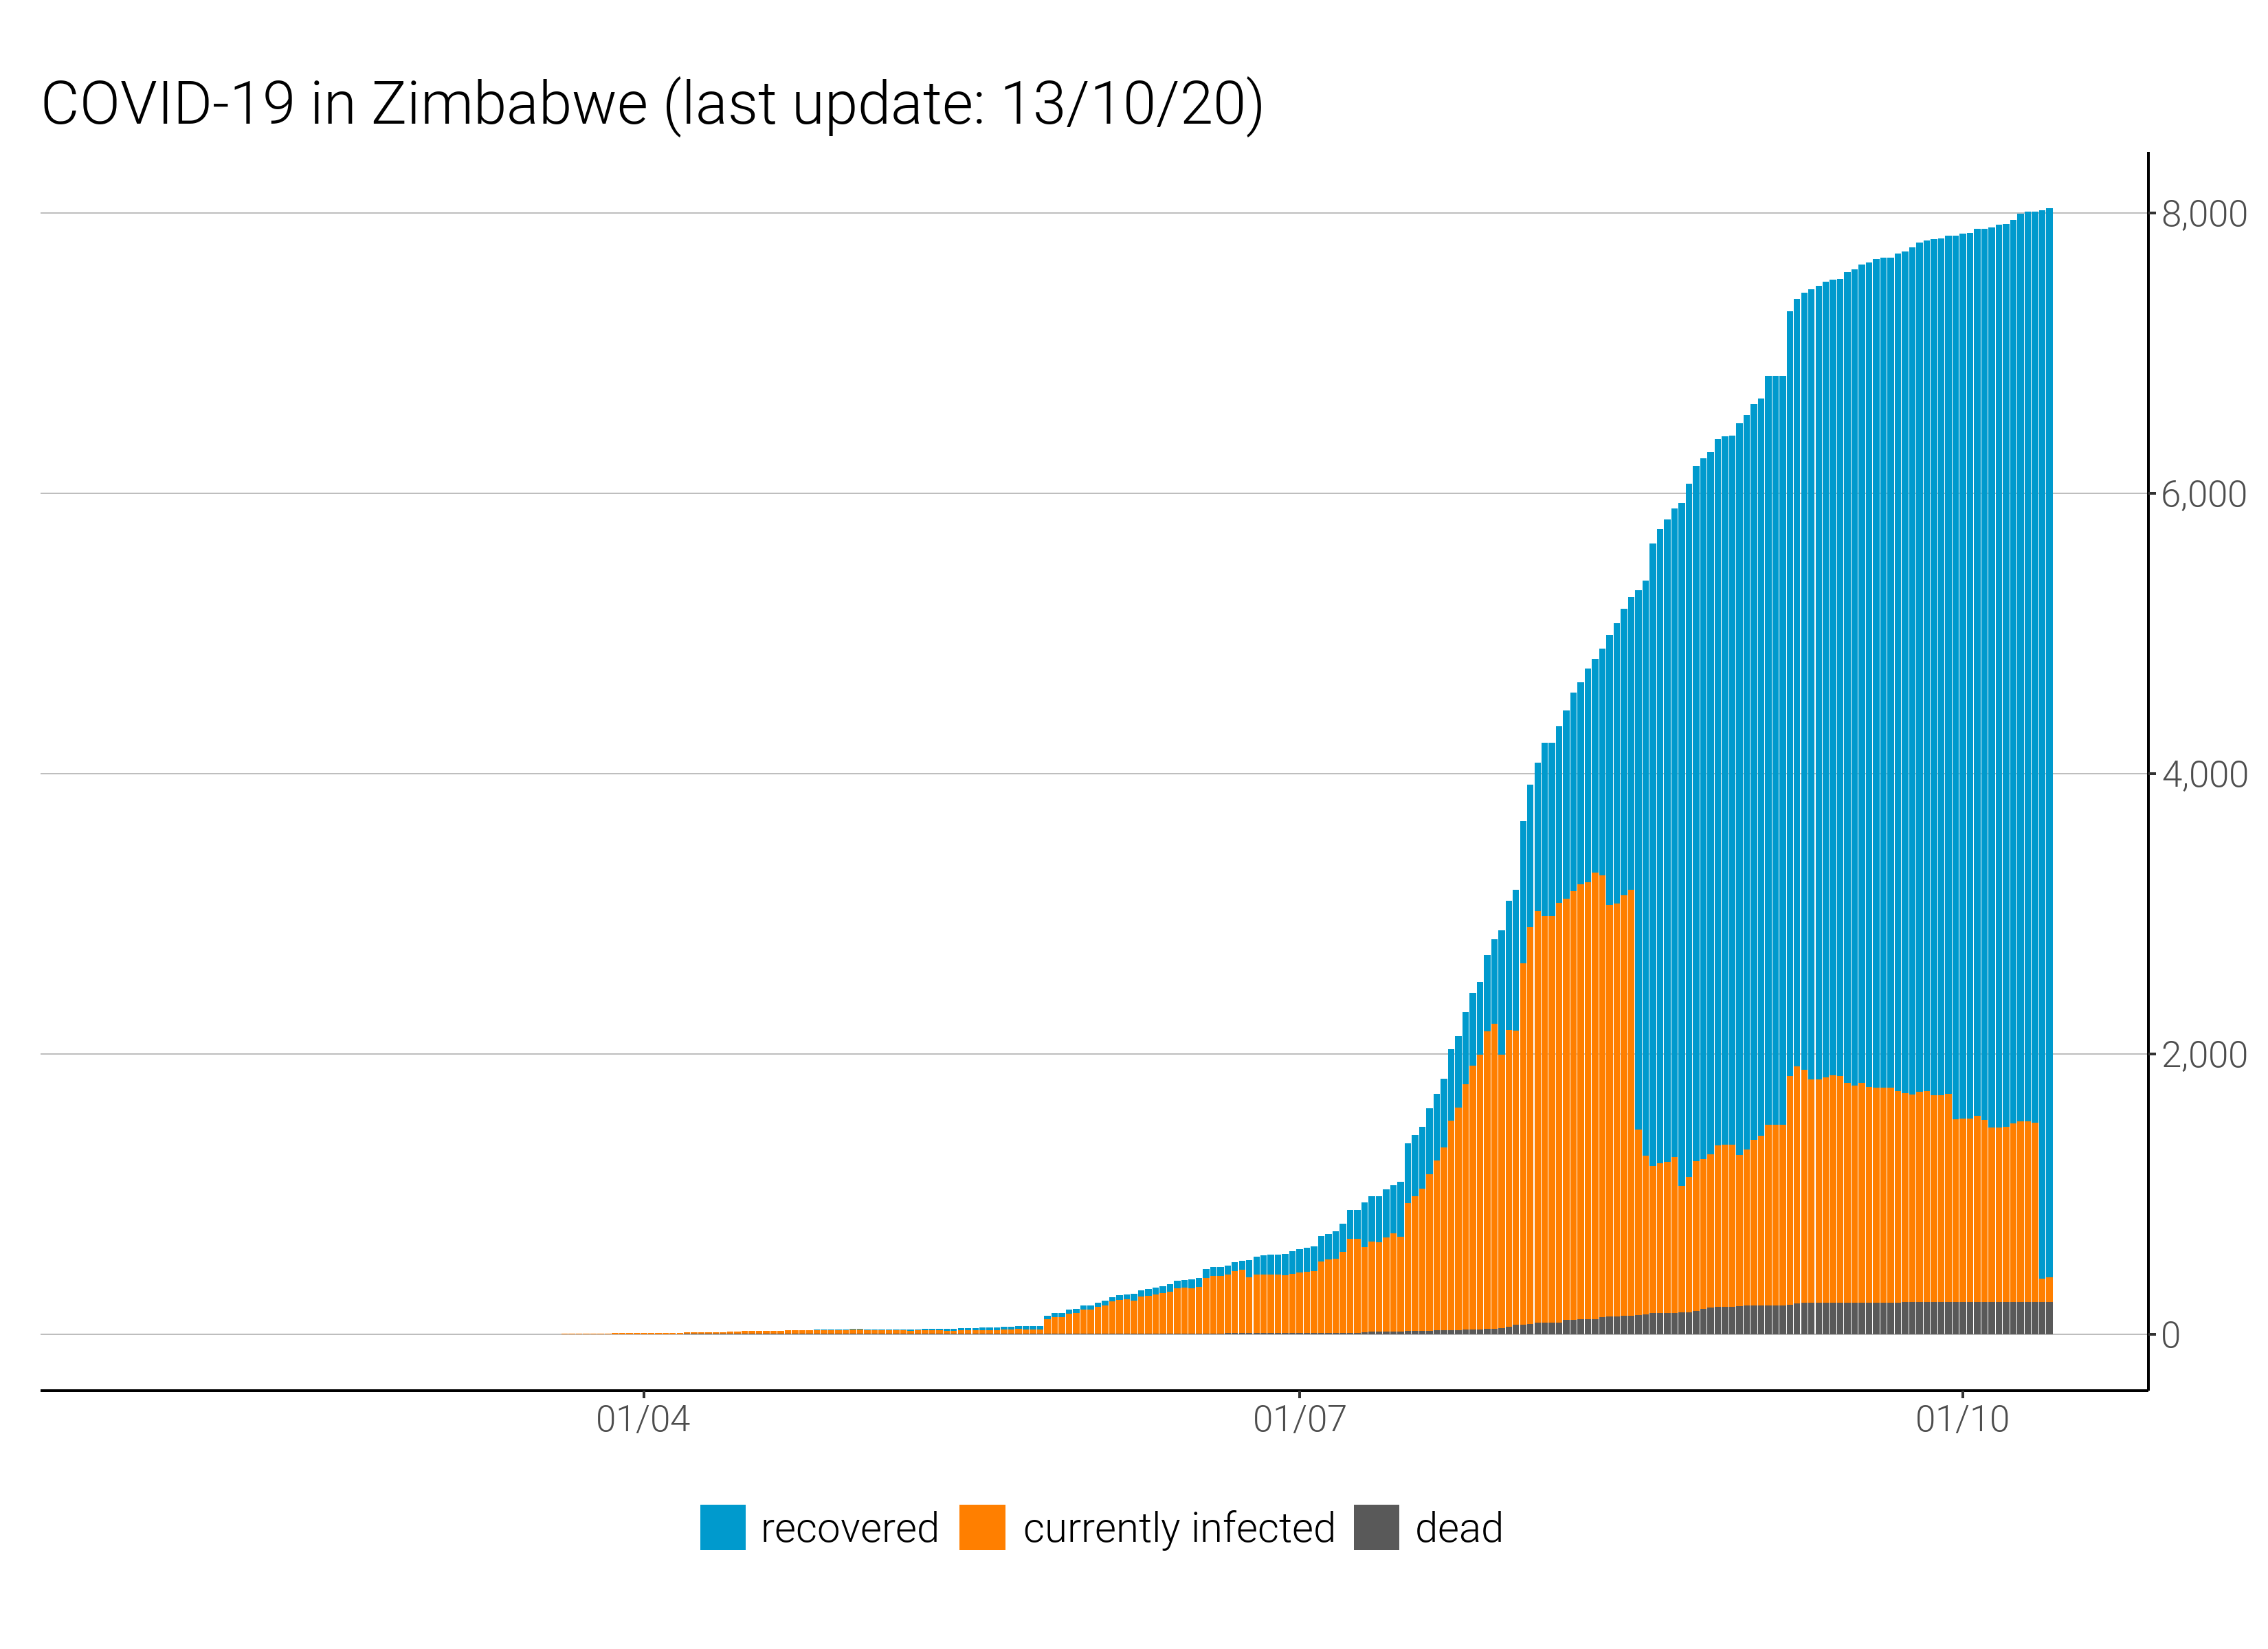 COVID-19 in Zimbabwe (last update: 13/10/20)
8,000
6,000
4,000
2,000
0
01/04 01/07 01/10
recovered currently infected dead